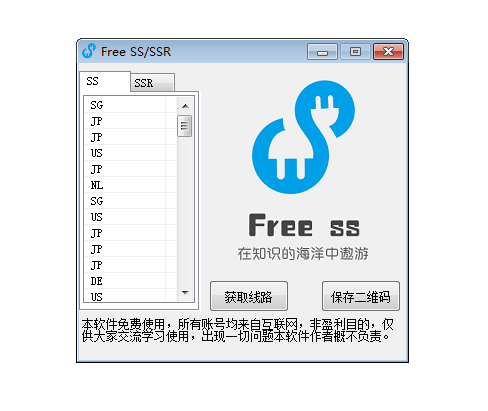 Free SS/SSR
SS
SSR
SG
JP
JP
US
JP
NL
SG
US
JP
JP
JP
DE
US
Free ss
在知识的海洋中遨游
获取线路
保存二维码
本软件免费使用，所有账号均来自互联网，非盈利目的，仅
供大家交流学习使用，出现一切问题本软件作者概不负责。